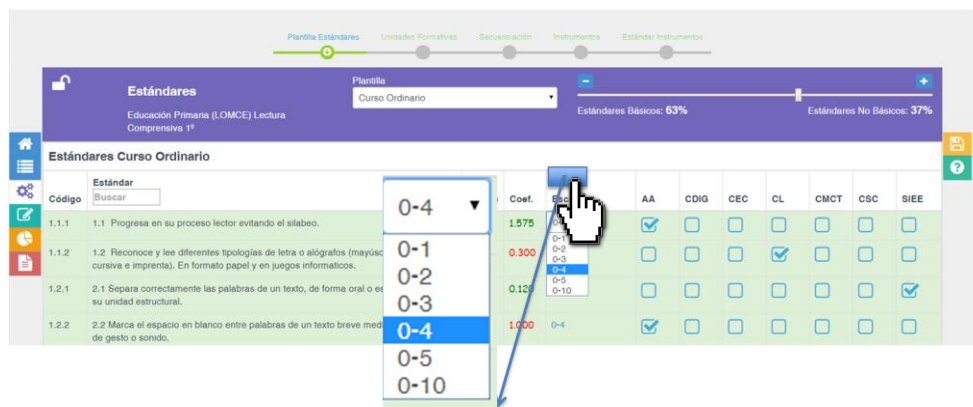 Plantilla Estándares Unidades Formativas Secuenciación Instrumentos Estándar Instrumentos
Plantilla
Estándares
Curso Ordinario
Educación Primaria (LOMCE) Lectura
Comprensiva 1º
Estándares Básicos: 63% Estándares No Básicos: 37%
Estándares Curso Ordinario
Código Estándar Coef. AA CDIG CEC CL CMCT CSC SIEE
Buscar
1.1.1 1.1 Progresa en su proceso lector evitando el silabeo. 1.575
1.1.2 1.2 Reconoce y lee diferentes tipologías de letra o alógrafos 0.300
cursiva e imprenta). En formato papel y en juegos informaticos.
1.2.1 2.1 Separa correctamente las palabras de un texto, de forma oral o 0.120
su unidad estructural.
1.2.2 2.2 Marca el espacio en blanco entre palabras de un texto breve 1.000 0-4
de gesto o sonido.
0-4
0-1
0-2
0-3
0-4
0-5
0-10
0-1
0-2
0-3
0-4
0-5
0-10